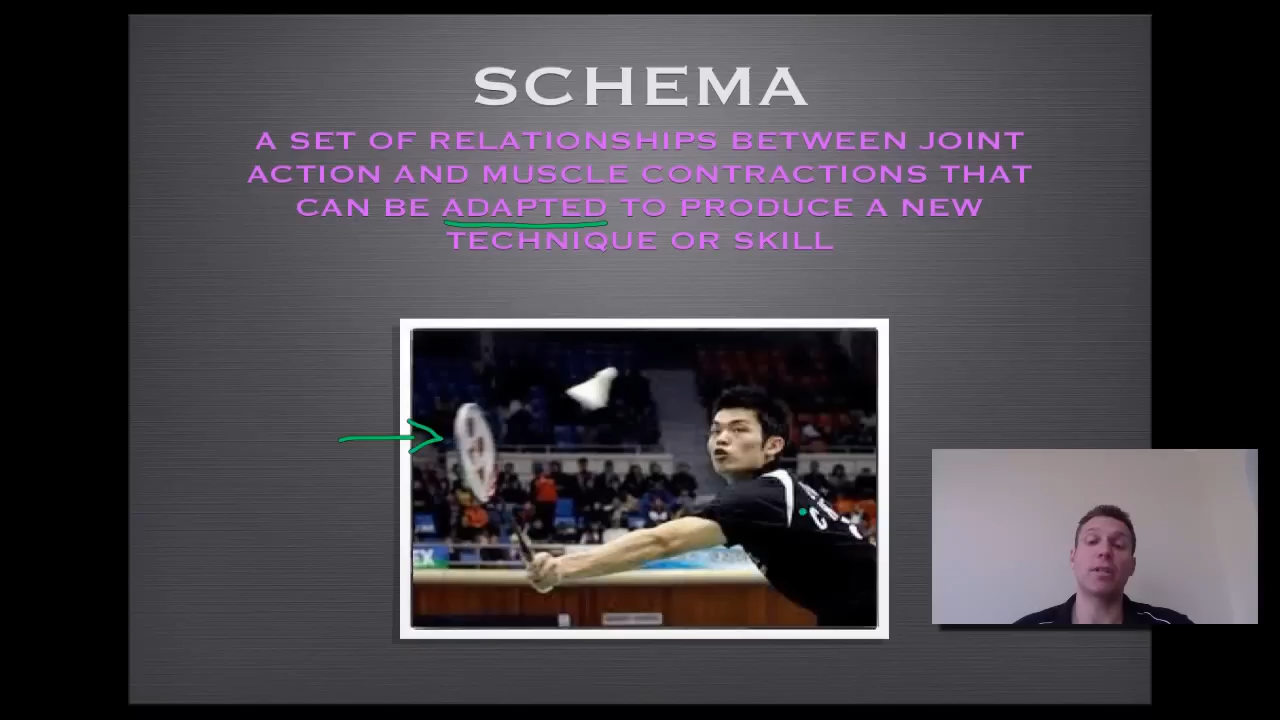 SCHEMA
A SET OF RELATIONSHIPS BETWEEN JOINT
ACTION AND MUSCLE CONTRACTIONS THAT
CAN BE ADAPTED TO PRODUCE A NEW
TECHNIQUE OR SKILL
EX